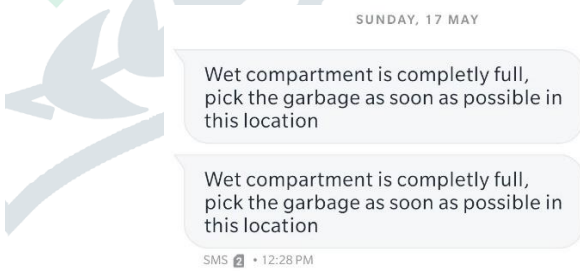 SUNDAY, 17 MAY
Wet compartment is completly full,
pick the garbage as soon as possible in
this location
Wet compartment is completly full,
pick the garbage as soon as possible in
this location
SMS 2 • 12:28 PM